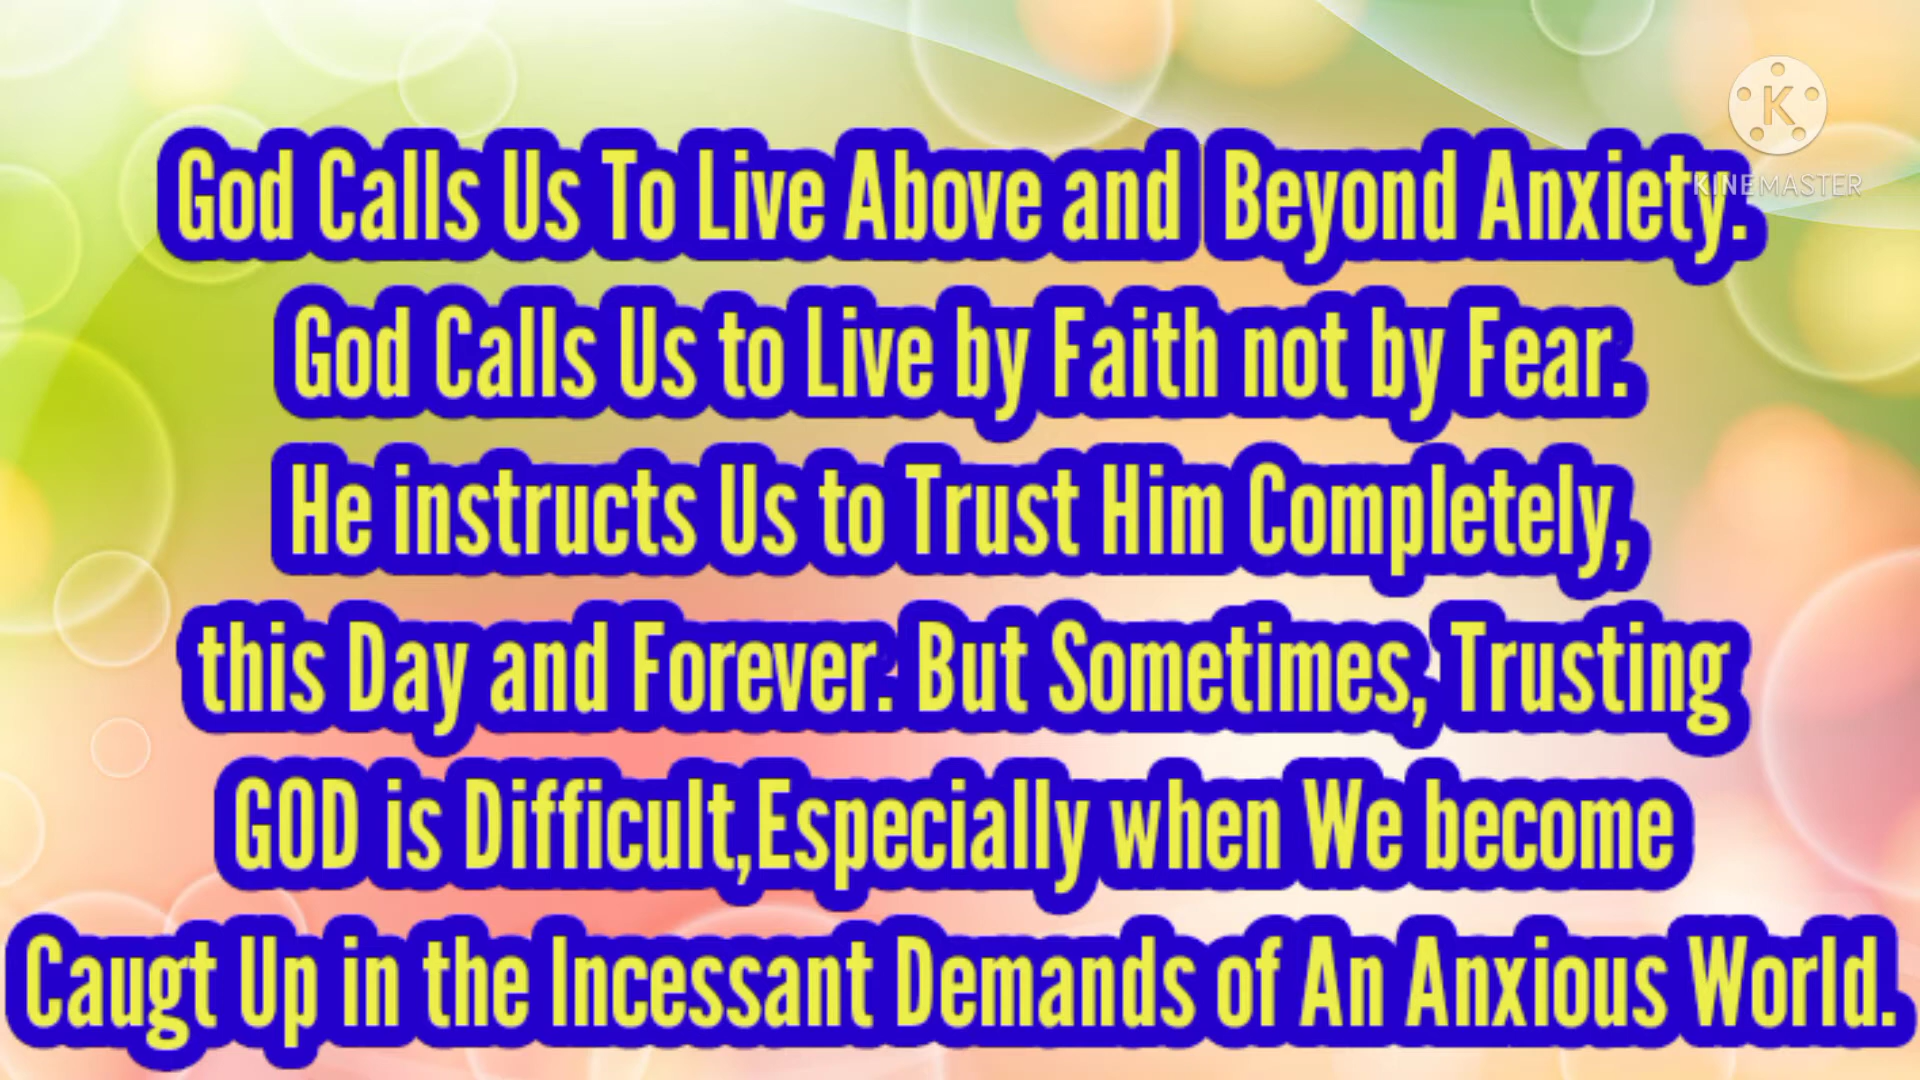 God Calls Us To Live Above and Beyond Anxiety.
God Calls Us to Live by Faith not by Fear.
He instructs Us to Trust Him Completely,
this Day and Forever. But Sometimes, Trusting
GOD is Difficult,Especially when We become
Caugt Up in the Incessant Demands of An Anxious World.
K
KINEMASTER